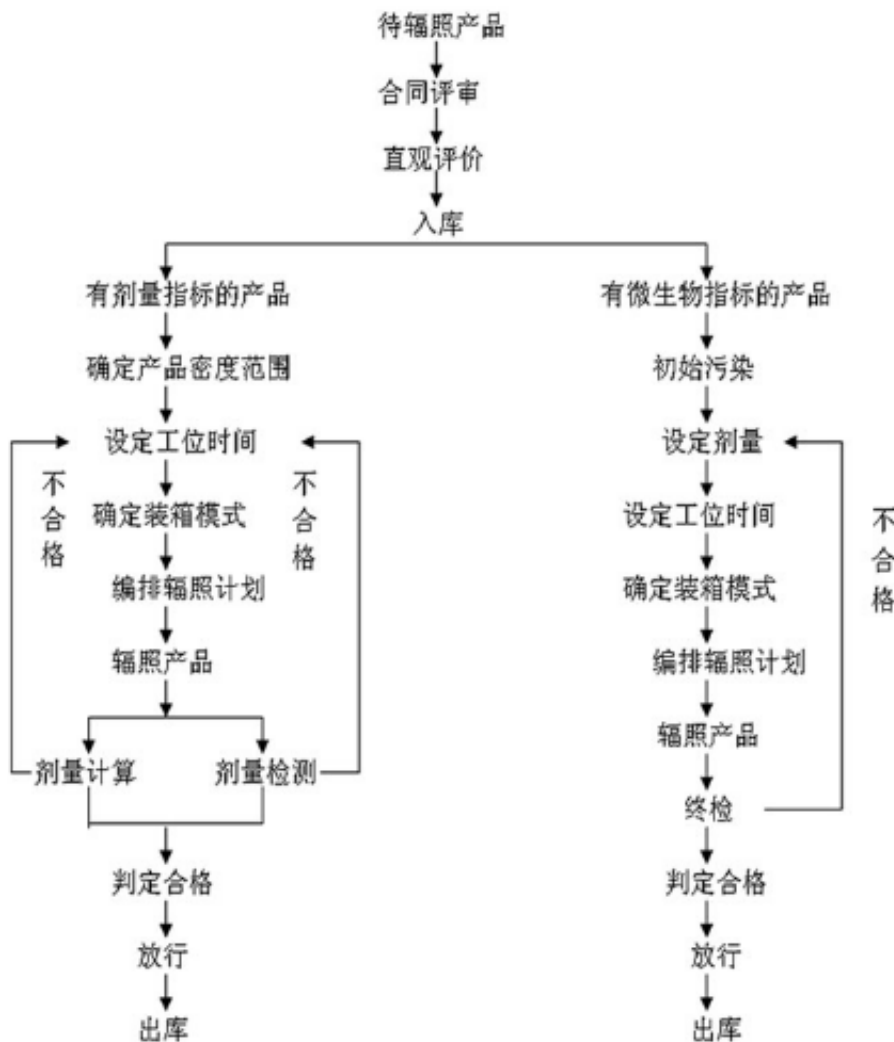 待辐照产品
合同评审
直观评价
入库
有剂量指标的产品
确定产品密度范围
设定工位时间
不合格
不合格
确定装箱模式
编排辐照计划
辐照产品
剂量计算
剂量检测
判定合格
放行
出库
有微生物指标的产品
初始污染
设定剂量
设定工位时间
不合格
确定装箱模式
编排辐照计划
辐照产品
终检
判定合格
放行
出库